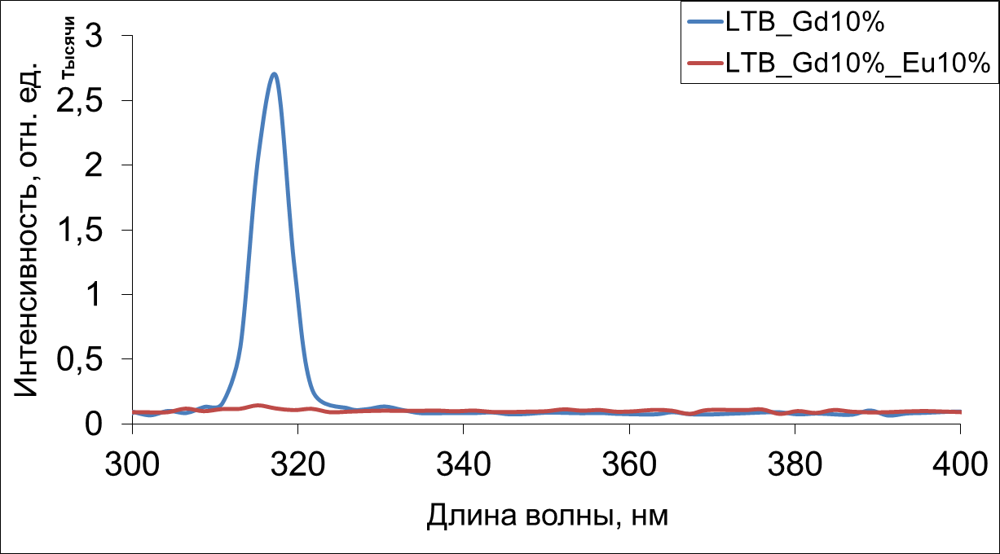 LTB_Gd10%
LTB_Gd10%_Eu10%
Интенсивность, отн. ед.
Тысячи
3
2,5
2
1,5
1
0,5
0
300 320 340 360 380 400
Длина волны, нм